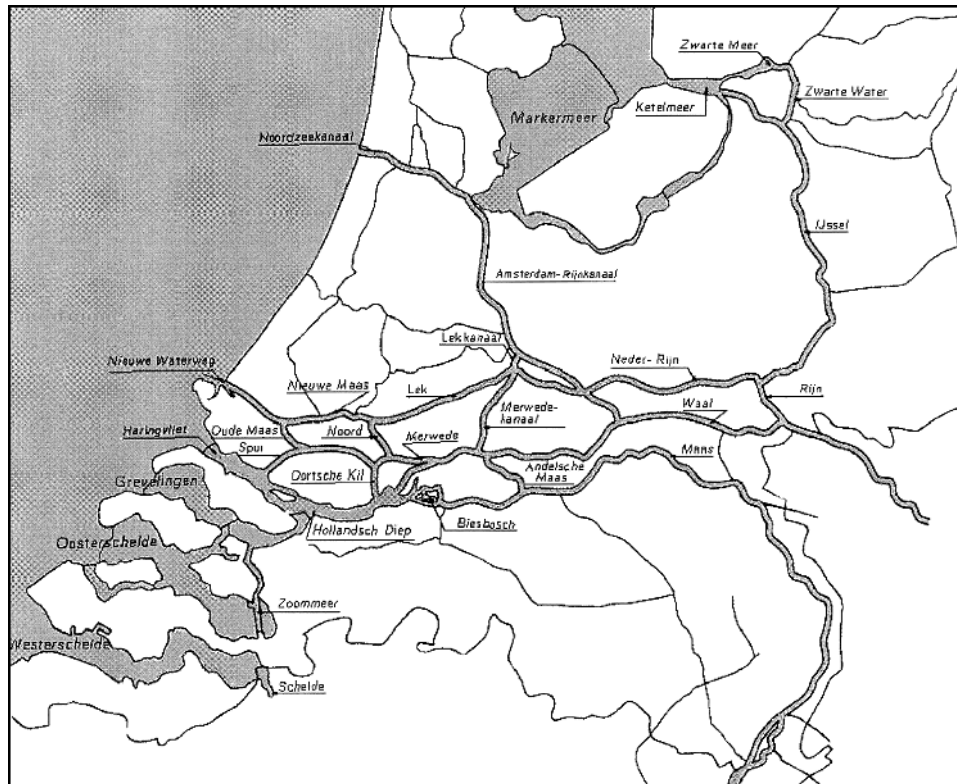 Zwarte Meer
Zwarte Water
Ketelmeer
Markermeer
Noordzeekanaal
IJssel
Amsterdam-Rijnkanaal
Lekkanaal
Neder-Rijn
Nieuwe Waterweg
Nieuwe Maas
Lek
Rijn
Waal
Merwede-
kanaal
Haringvliet
Oude Maas
Noord
Merwede
Spui
Maas
Grevelingen
Dortsche Kil
Andelsche
Maas
Hollandsch Diep
Biesbosch
Oosterschelde
Zoommeer
Westerschelde
Schelde